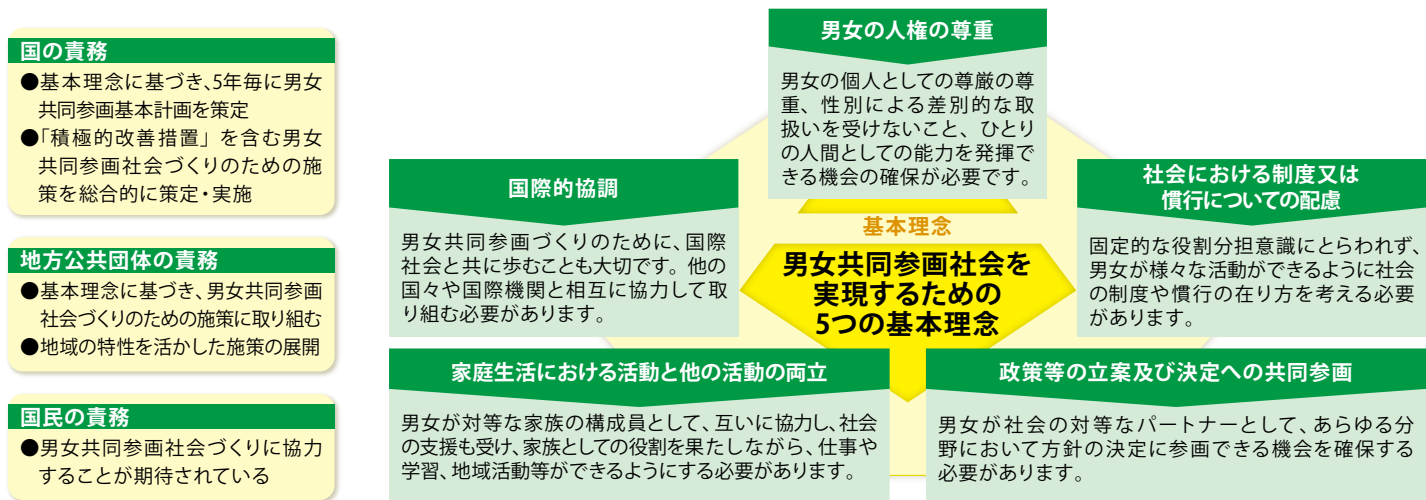 国の責務
●基本理念に基づき、5年毎に男女
共同参画基本計画を策定
●「積極的改善措置」を含む男女
共同参画社会づくりのための施
策を総合的に策定・実施
地方公共団体の責務
●基本理念に基づき、男女共同参画
社会づくりのための施策に取り組む
●地域の特性を活かした施策の展開
国民の責務
●男女共同参画社会づくりに協力
することが期待されている
男女の人権の尊重
男女の個人としての尊厳の尊
重、性別による差別的な取
扱いを受けないこと、ひとり
の人間としての能力を発揮で
きる機会の確保が必要です。
国際的協調
男女共同参画づくりのために、国際
社会と共に歩むことも大切です。他の
国々や国際機関と相互に協力して取
り組む必要があります。
基本理念
男女共同参画社会を
実現するための
5つの基本理念
社会における制度又は
慣行についての配慮
固定的な役割分担意識にとらわれず、
男女が様々な活動ができるように社会
の制度や慣行の在り方を考える必要
があります。
家庭生活における活動と他の活動の両立
男女が対等な家族の構成員として、互いに協力し、社会
の支援も受け、家族としての役割を果たしながら、仕事や
学習、地域活動等ができるようにする必要があります。
政策等の立案及び決定への共同参画
男女が社会の対等なパートナーとして、あらゆる分
野において方針の決定に参画できる機会を確保する
必要があります。